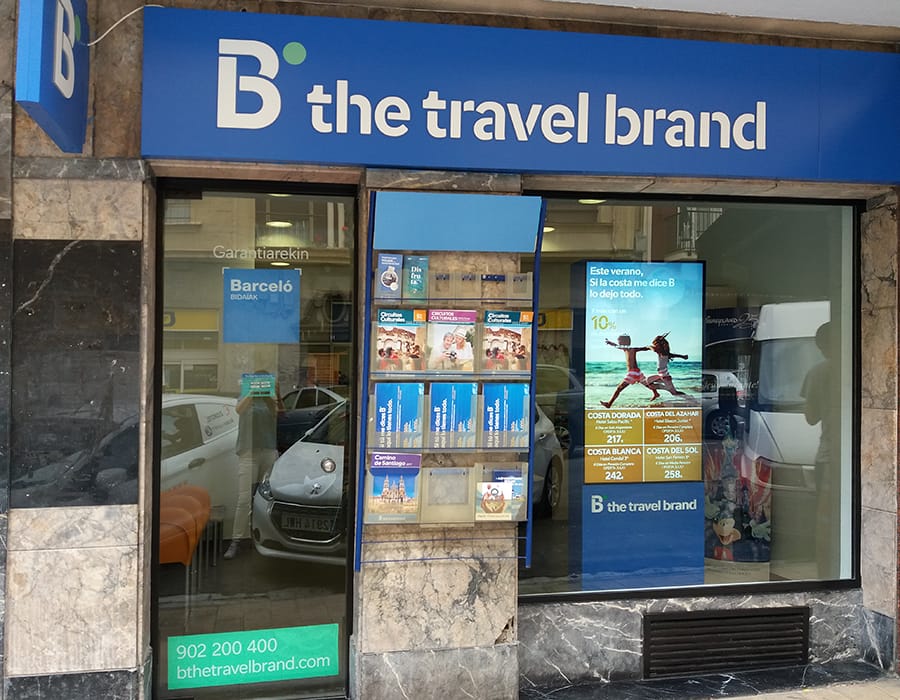 B
B the travel brand
Garantiarekin
Barceló
BIDAIAK
Circuitos
Culturales
CIRCUITOS
CULTURALES
Circuitos
Culturales
Camino
de Santiago
Este verano,
Si la costa me dice B
lo dejo todo.
10%
COSTA DORADA
217
COSTA DEL AZAHAR
206
COSTA BLANCA
242
COSTA DEL SOL
258
B the travel brand
902 200 400
bthetravelbrand.com